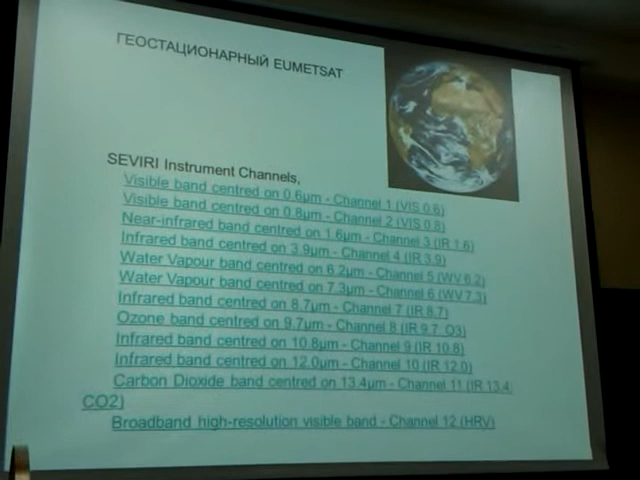 ГЕОСТАЦИОНАРНЫЙ EUMETSAT
SEVIRI Instrument Channels,
Visible band centred on 0.6µm - Channel 1 (VIS 0.6)
Visible band centred on 0.8µm - Channel 2 (VIS 0.8)
Near-infrared band centred on 1.6µm - Channel 3 (IR 1.6)
Infrared band centred on 3.9µm - Channel 4 (IR 3.9)
Water Vapour band centred on 6.2µm - Channel 5 (WV 6.2)
Water Vapour band centred on 7.3µm - Channel 6 (WV 7.3)
Infrared band centred on 8.7µm - Channel 7 (IR 8.7)
Ozone band centred on 9.7µm - Channel 8 (IR 9.7 O3)
Infrared band centred on 10.8µm - Channel 9 (IR 10.8)
Infrared band centred on 12.0µm - Channel 10 (IR 12.0)
Carbon Dioxide band centred on 13.4µm - Channel 11 (IR 13.4
CO2)
Broadband high-resolution visible band - Channel 12 (HRV)